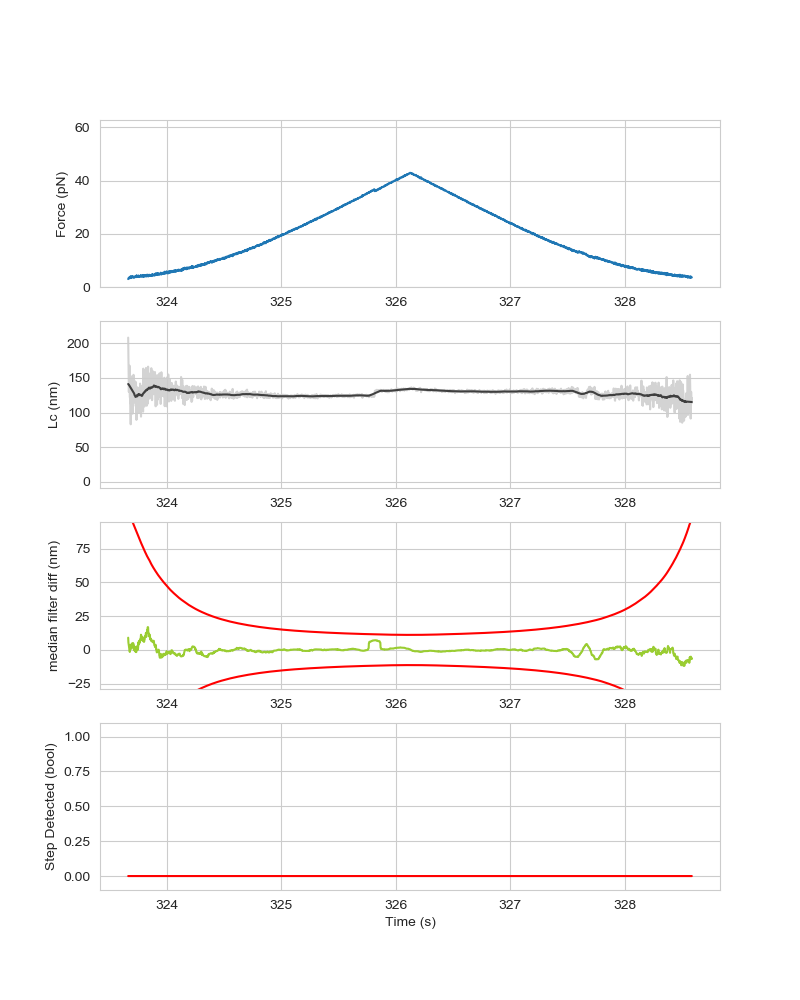 60
40
20
0
Force (pN)
324 325 326 327 328
200
150
100
50
0
Lc (nm)
324 325 326 327 328
75
50
25
0
−25
median filter diff (nm)
324 325 326 327 328
1.00
0.75
0.50
0.25
0.00
Step Detected (bool)
324 325 326 327 328
Time (s)